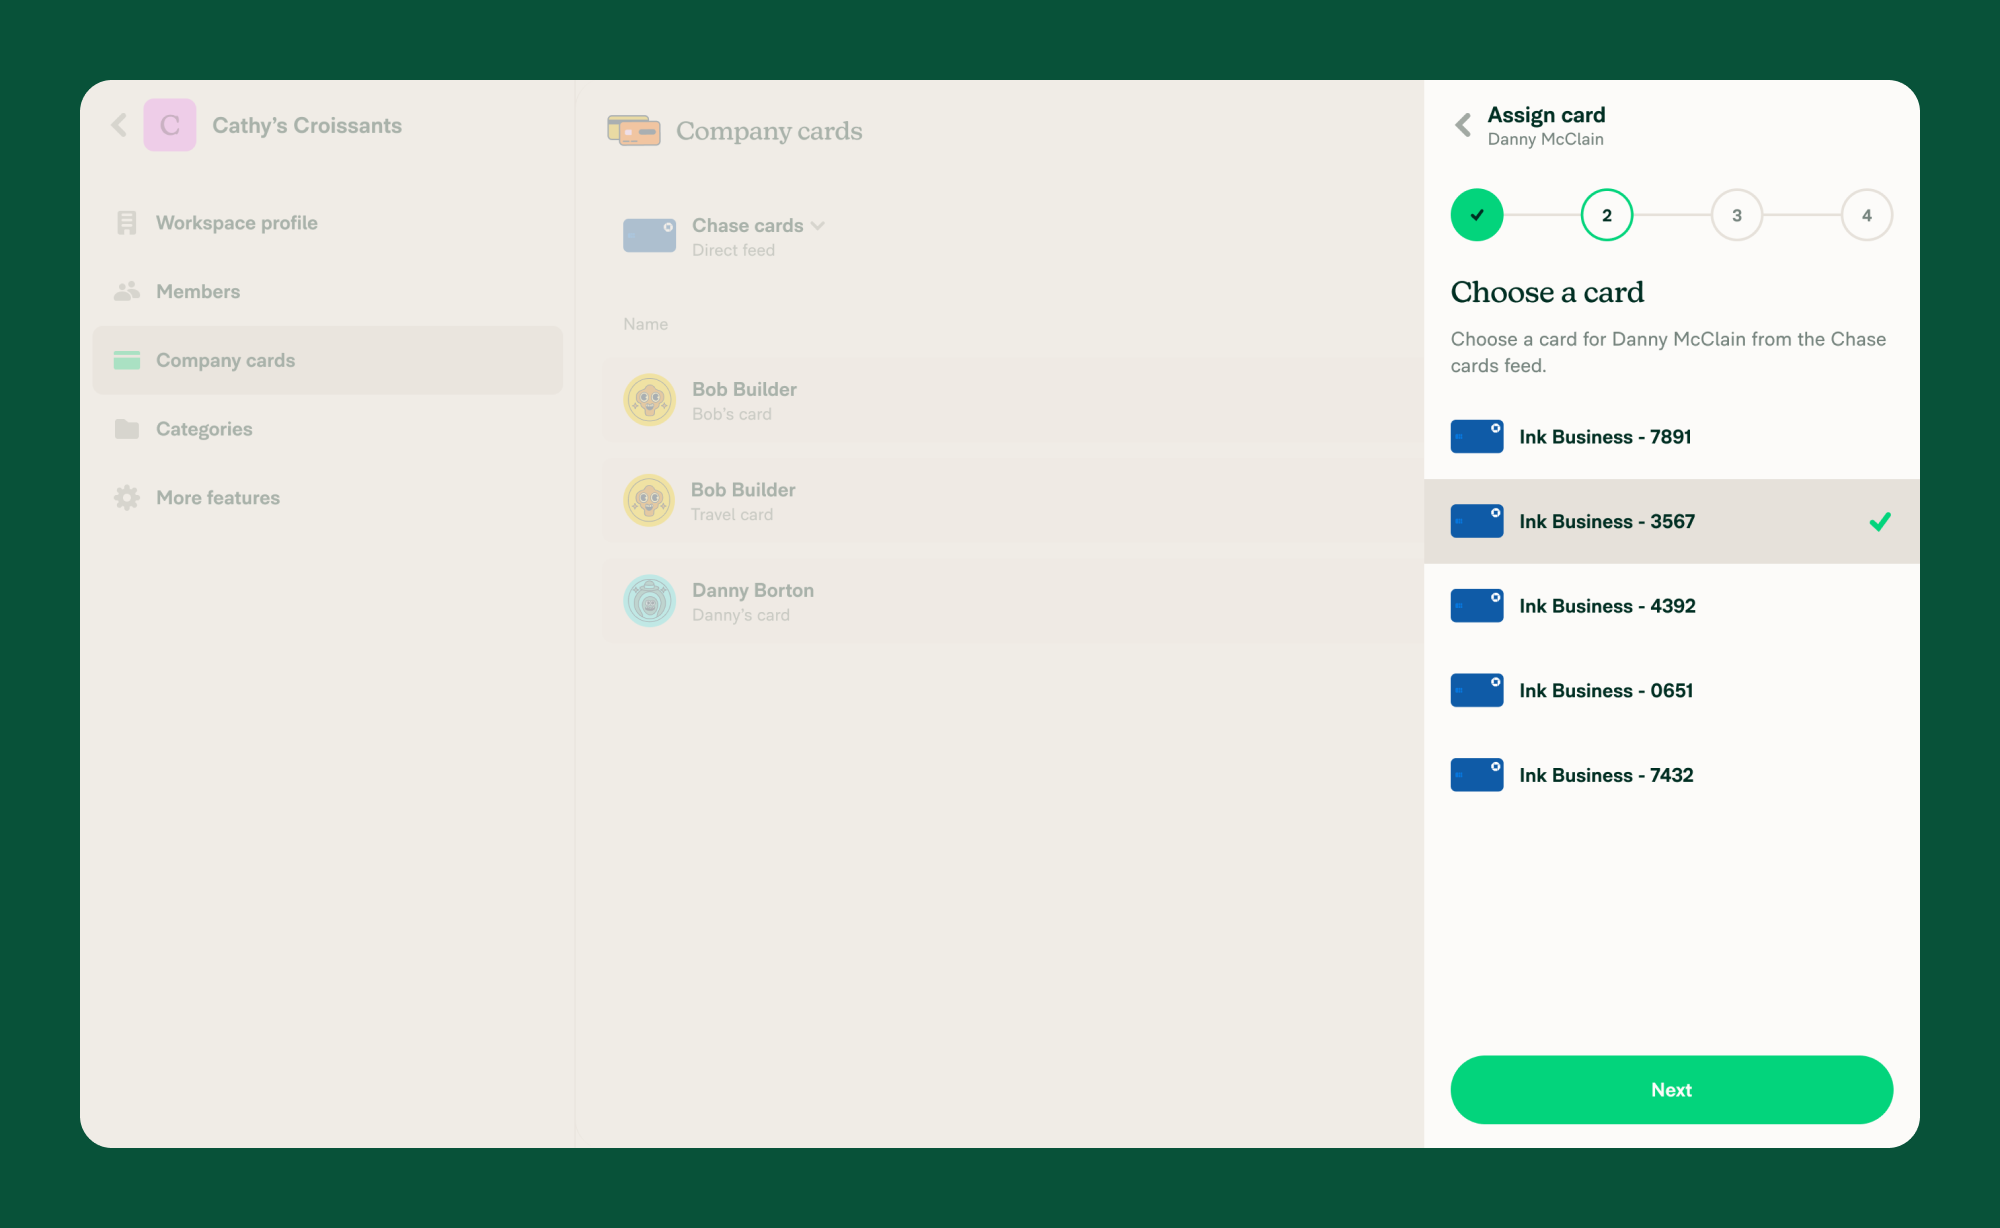 C
Cathy’s Croissants
Workspace profile
Members
Company cards
Categories
More features
Company cards
Chase cards
Direct feed
Name
Bob Builder
Bob’s card
Bob Builder
Travel card
Danny Borton
Danny’s card
Assign card
Danny McClain
2
3
4
Choose a card
Choose a card for Danny McClain from the Chase
cards feed.
Ink Business - 7891
Ink Business - 3567
Ink Business - 4392
Ink Business - 0651
Ink Business - 7432
Next